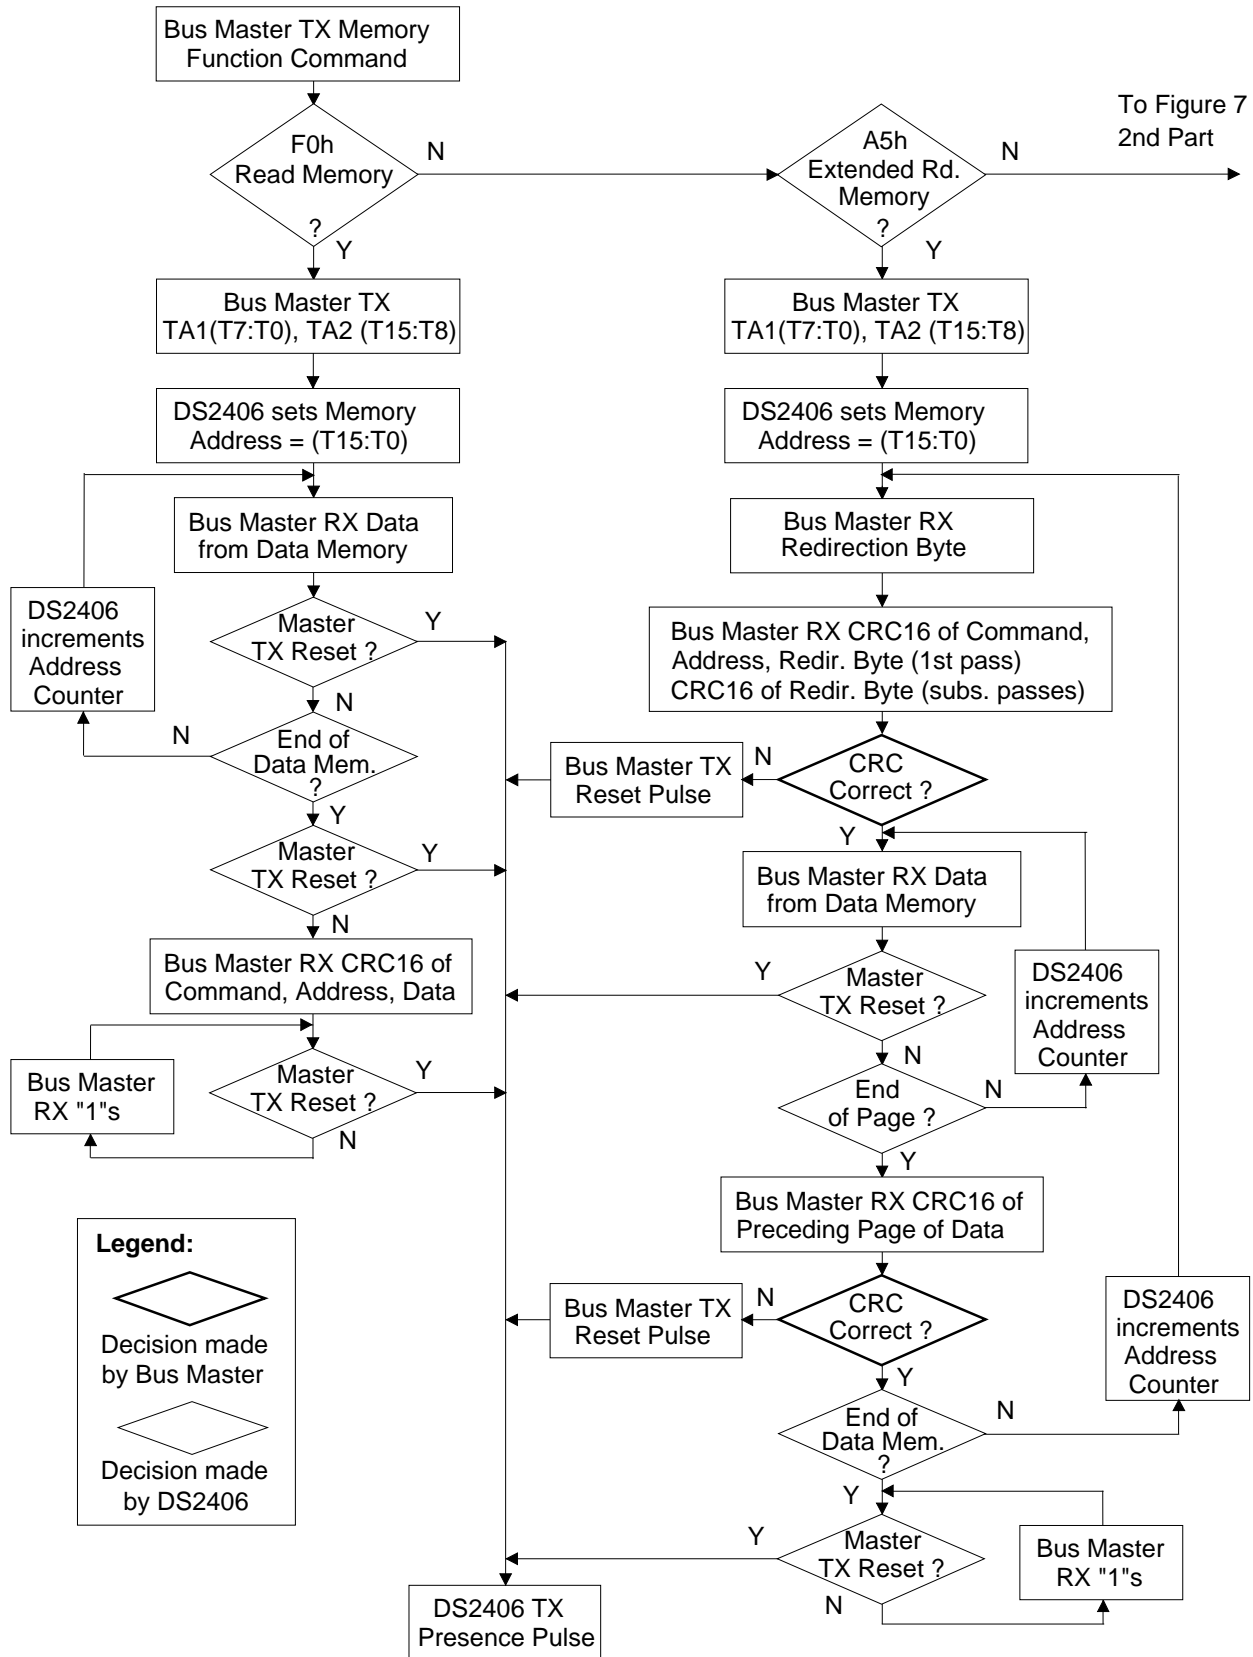 Bus Master TX Memory
Function Command
To Figure 7
2nd Part
F0h
Read Memory
?
N
Y
A5h
Extended Rd.
Memory
?
N
Y
Bus Master TX
TA1(T7:T0), TA2 (T15:T8)
DS2406 sets Memory
Address = (T15:T0)
Bus Master RX Data
from Data Memory
DS2406
increments
Address
Counter
Master
TX Reset ?
Y
N
End of
Data Mem.
?
N
Y
Master
TX Reset ?
Y
N
Bus Master RX CRC16 of
Command, Address, Data
Master
TX Reset ?
Y
N
Bus Master
RX "1"s
Bus Master TX
TA1(T7:T0), TA2 (T15:T8)
DS2406 sets Memory
Address = (T15:T0)
Bus Master RX
Redirection Byte
Bus Master RX CRC16 of Command,
Address, Redir. Byte (1st pass)
CRC16 of Redir. Byte (subs. passes)
CRC
Correct ?
N
Y
Bus Master TX
Reset Pulse
Bus Master RX Data
from Data Memory
Master
TX Reset ?
Y
N
DS2406
increments
Address
Counter
End
of Page ?
N
Y
Bus Master RX CRC16 of
Preceding Page of Data
CRC
Correct ?
N
Y
Bus Master TX
Reset Pulse
DS2406
increments
Address
Counter
End of
Data Mem.
?
N
Y
Master
TX Reset ?
Y
N
Bus Master
RX "1"s
DS2406 TX
Presence Pulse
Legend:
Decision made
by Bus Master
Decision made
by DS2406